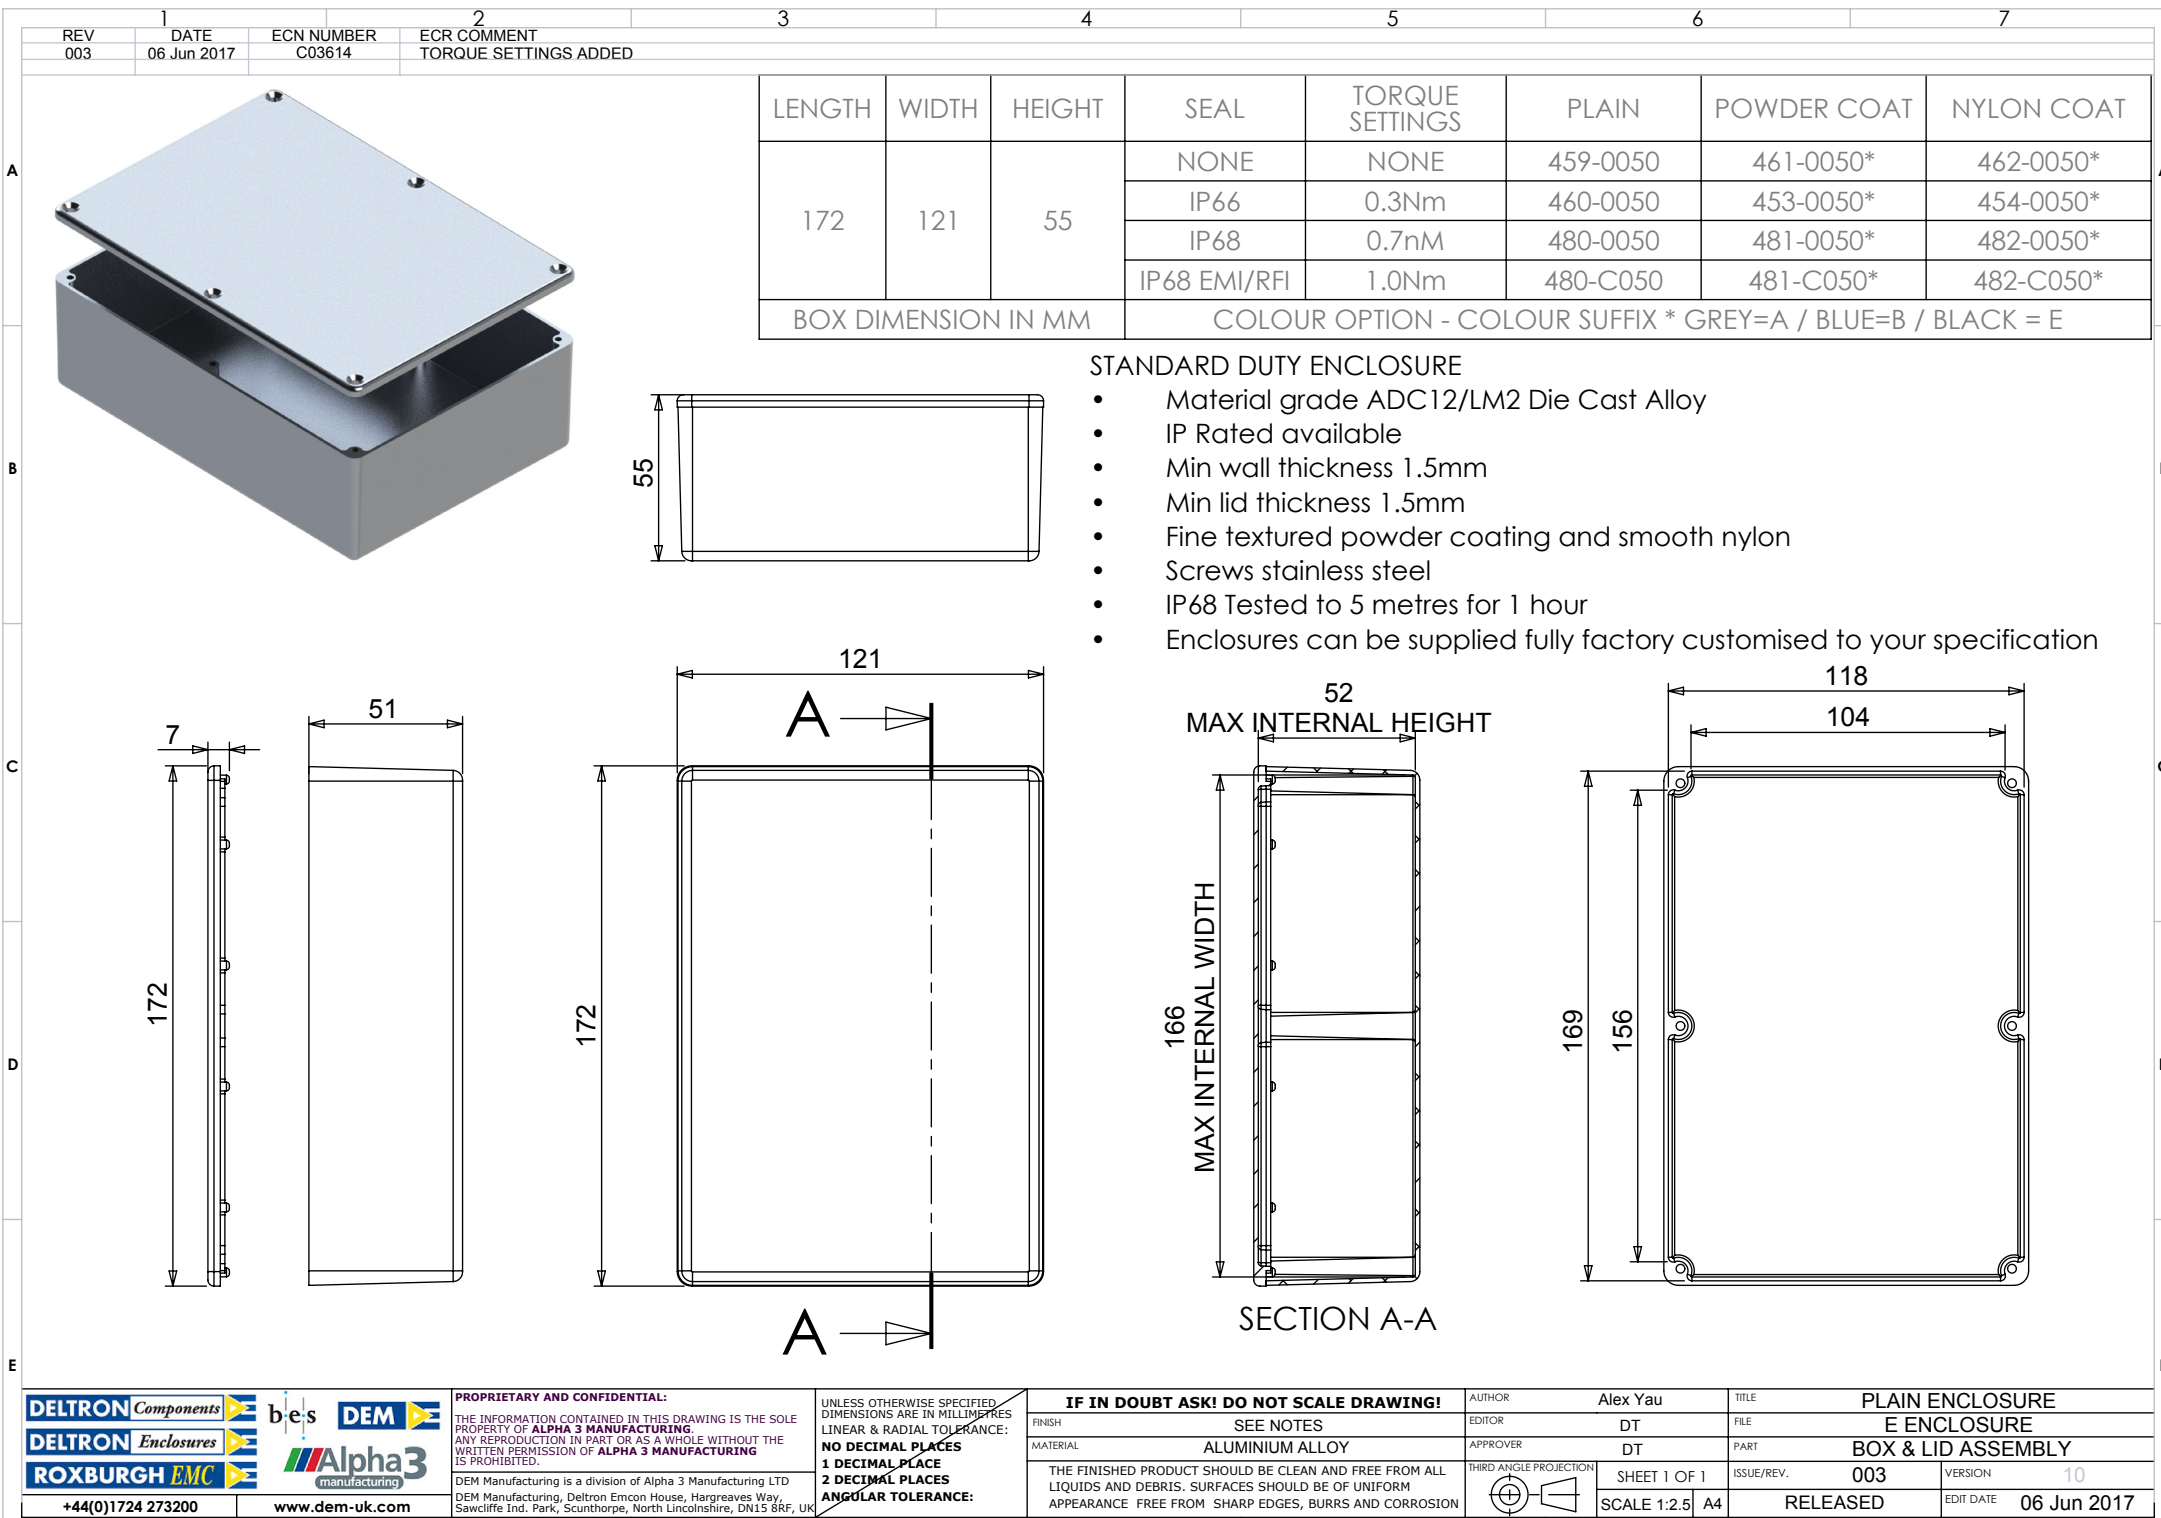 1 2 3 4 5 6 7
REV DATE ECN NUMBER ECR COMMENT
003 06 Jun 2017 C03614 TORQUE SETTINGS ADDED
LENGTH WIDTH HEIGHT SEAL TORQUE SETTINGS PLAIN POWDER COAT NYLON COAT
172 121 55
NONE NONE 459-0050 461-0050* 462-0050*
IP66 0.3Nm 460-0050 453-0050* 454-0050*
IP68 0.7nM 480-0050 481-0050* 482-0050*
IP68 EMI/RFI 1.0Nm 480-C050 481-C050* 482-C050*
BOX DIMENSION IN MM COLOUR OPTION - COLOUR SUFFIX * GREY=A / BLUE=B / BLACK = E
A
B
C
D
E
STANDARD DUTY ENCLOSURE
• Material grade ADC12/LM2 Die Cast Alloy
• IP Rated available
• Min wall thickness 1.5mm
• Min lid thickness 1.5mm
• Fine textured powder coating and smooth nylon
• Screws stainless steel
• IP68 Tested to 5 metres for 1 hour
• Enclosures can be supplied fully factory customised to your specification
55
7
172
51
121
172
A
A
52
MAX INTERNAL HEIGHT
166
MAX INTERNAL WIDTH
SECTION A-A
118
104
169
156
DELTRON Components
DELTRON Enclosures
ROXBURGH EMC
b·e·s
DEM
Alpha3
manufacturing
+44(0)1724 273200
www.dem-uk.com
PROPRIETARY AND CONFIDENTIAL:
THE INFORMATION CONTAINED IN THIS DRAWING IS THE SOLE
PROPERTY OF ALPHA 3 MANUFACTURING.
ANY REPRODUCTION IN PART OR AS A WHOLE WITHOUT THE
WRITTEN PERMISSION OF ALPHA 3 MANUFACTURING
IS PROHIBITED.
DEM Manufacturing is a division of Alpha 3 Manufacturing LTD
DEM Manufacturing, Deltron Emcon House, Hargreaves Way,
Sawcliffe Ind. Park, Scunthorpe, North Lincolnshire, DN15 8RF, UK
UNLESS OTHERWISE SPECIFIED
DIMENSIONS ARE IN MILLIMETRES
LINEAR & RADIAL TOLERANCE:
NO DECIMAL PLACES
1 DECIMAL PLACE
2 DECIMAL PLACES
ANGULAR TOLERANCE:
IF IN DOUBT ASK! DO NOT SCALE DRAWING!
FINISH SEE NOTES
MATERIAL ALUMINIUM ALLOY
THE FINISHED PRODUCT SHOULD BE CLEAN AND FREE FROM ALL
LIQUIDS AND DEBRIS. SURFACES SHOULD BE OF UNIFORM
APPEARANCE FREE FROM SHARP EDGES, BURRS AND CORROSION
AUTHOR Alex Yau
EDITOR DT
APPROVER DT
THIRD ANGLE PROJECTION
SHEET 1 OF 1
SCALE 1:2.5 A4
TITLE PLAIN ENCLOSURE
FILE E ENCLOSURE
PART BOX & LID ASSEMBLY
ISSUE/REV. 003 VERSION 10
RELEASED EDIT DATE 06 Jun 2017